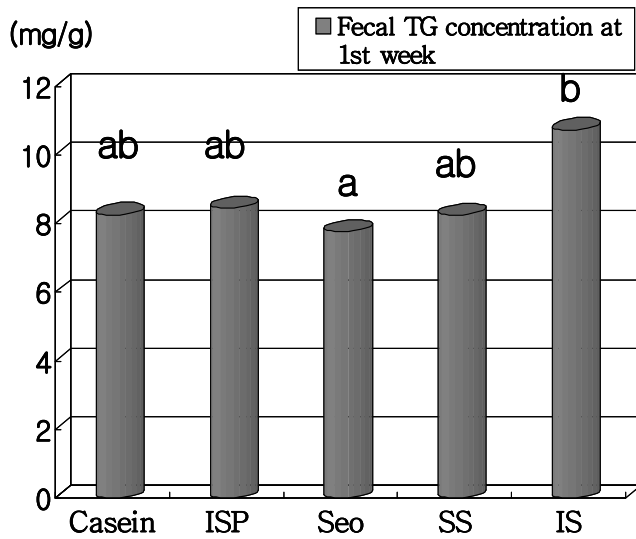 (mg/g)
Fecal TG concentration at
1st week
12
10
8
6
4
2
0
ab
ab
a
ab
b
Casein
ISP
Seo
SS
IS